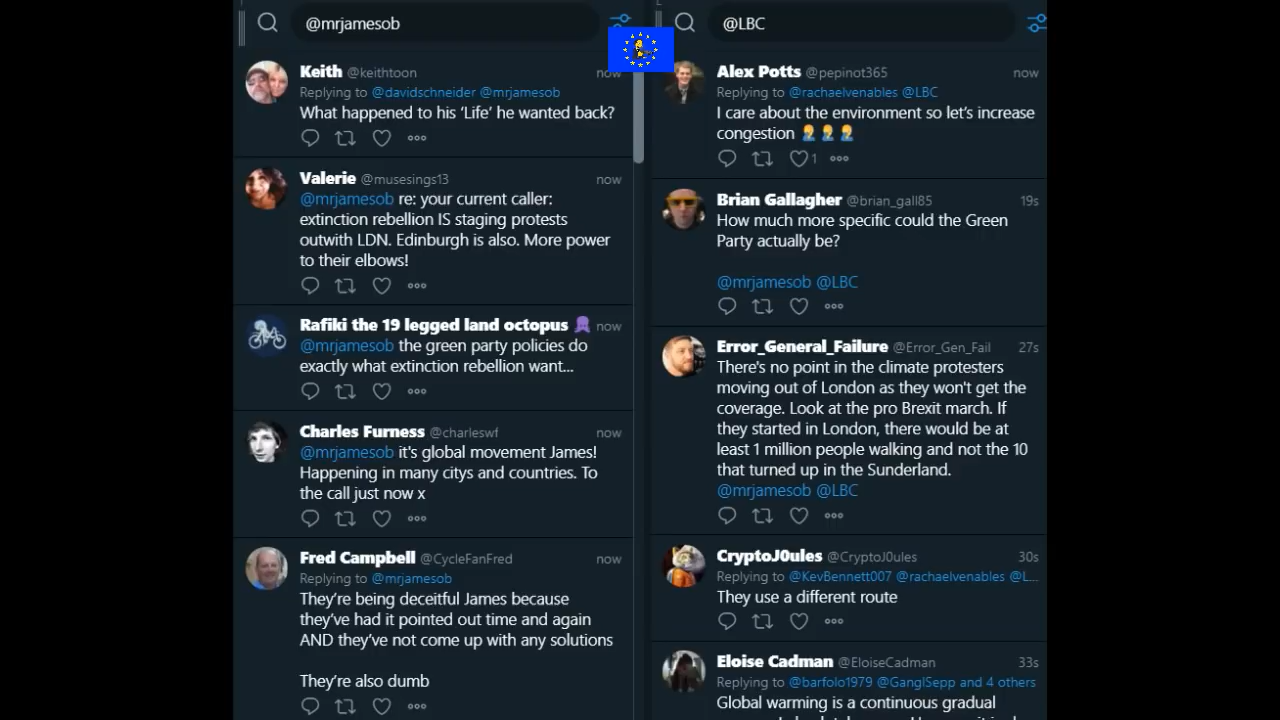 @mrjamesob
Keith @keithtoon now
Replying to @davidschneider @mrjamesob
What happened to his ‘Life’ he wanted back?
Valerie @musesings13 now
@mrjamesob re: your current caller:
extinction rebellion IS staging protests
outwith LDN. Edinburgh is also. More power
to their elbows!
Rafiki the 19 legged land octopus now
@mrjamesob the green party policies do
exactly what extinction rebellion want...
Charles Furness @charleswf now
@mrjamesob it's global movement James!
Happening in many citys and countries. To
the call just now x
Fred Campbell @CycleFanFred now
Replying to @mrjamesob
They’re being deceitful James because
they’ve had it pointed out time and again
AND they’ve not come up with any solutions
They’re also dumb
@LBC
Alex Potts @pepinot365 now
Replying to @rachaelvenables @LBC
I care about the environment so let’s increase
congestion 🤦‍♂️🤦‍♂️🤦‍♂️
1
Brian Gallagher @brian_gall85 19s
How much more specific could the Green
Party actually be?
@mrjamesob @LBC
Error_General_Failure @Error_Gen_Fail 27s
There's no point in the climate protesters
moving out of London as they won't get the
coverage. Look at the pro Brexit march. If
they started in London, there would be at
least 1 million people walking and not the 10
that turned up in the Sunderland.
@mrjamesob @LBC
CryptoJ0ules @CryptoJ0ules 30s
Replying to @KevBennett007 @rachaelvenables @L...
They use a different route
Eloise Cadman @EloiseCadman 33s
Replying to @barfolo1979 @GanglSepp and 4 others
Global warming is a continuous gradual